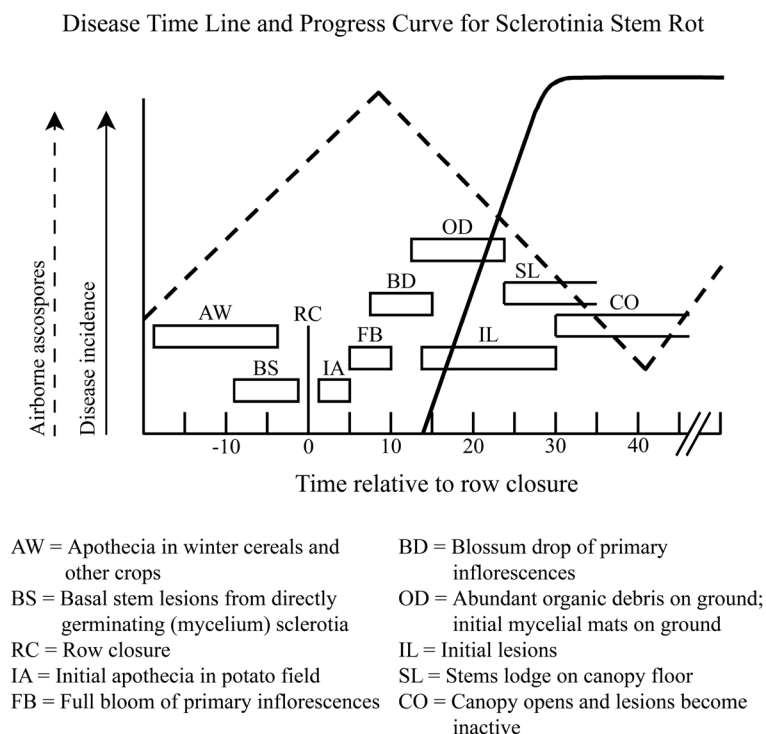 Disease Time Line and Progress Curve for Sclerotinia Stem Rot
Airborne ascospores
Disease incidence
OD
SL
BD
CO
AW
RC
FB
IL
BS
IA
-10
0
10
20
30
40
Time relative to row closure
AW = Apothecia in winter cereals and
other crops
BS = Basal stem lesions from directly
germinating (mycelium) sclerotia
RC = Row closure
IA = Initial apothecia in potato field
FB = Full bloom of primary inflorescences
BD = Blossum drop of primary
inflorescences
OD = Abundant organic debris on ground;
initial mycelial mats on ground
IL = Initial lesions
SL = Stems lodge on canopy floor
CO = Canopy opens and lesions become
inactive